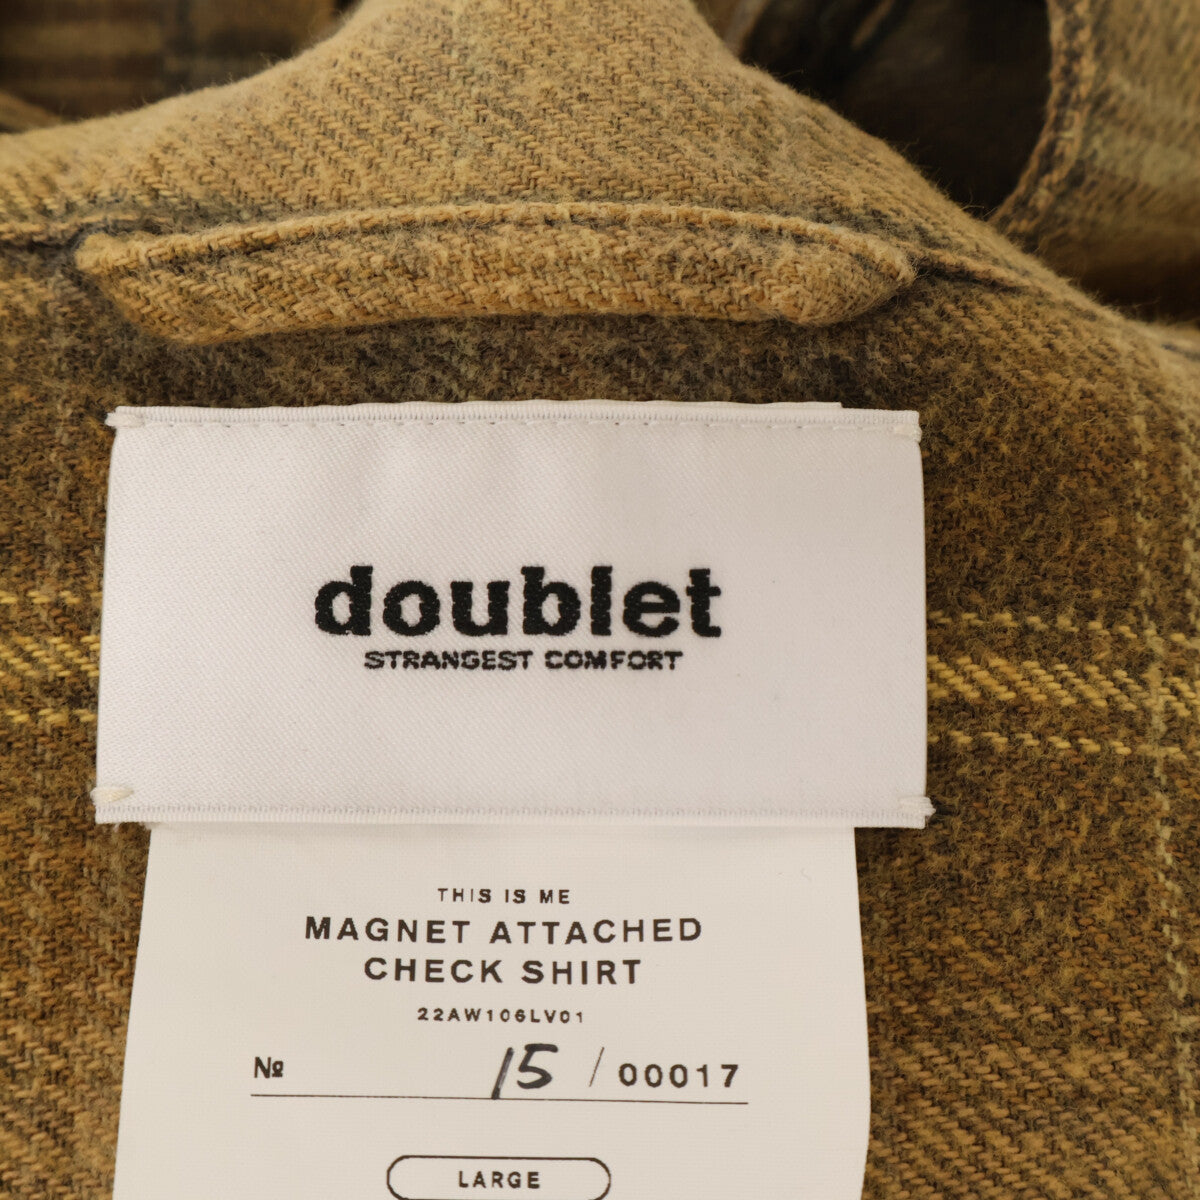 doublet
STRANGEST COMFORT
THIS IS ME
MAGNET ATTACHED
CHECK SHIRT
22AW106LV01
№ 15 / 00017
LARGE